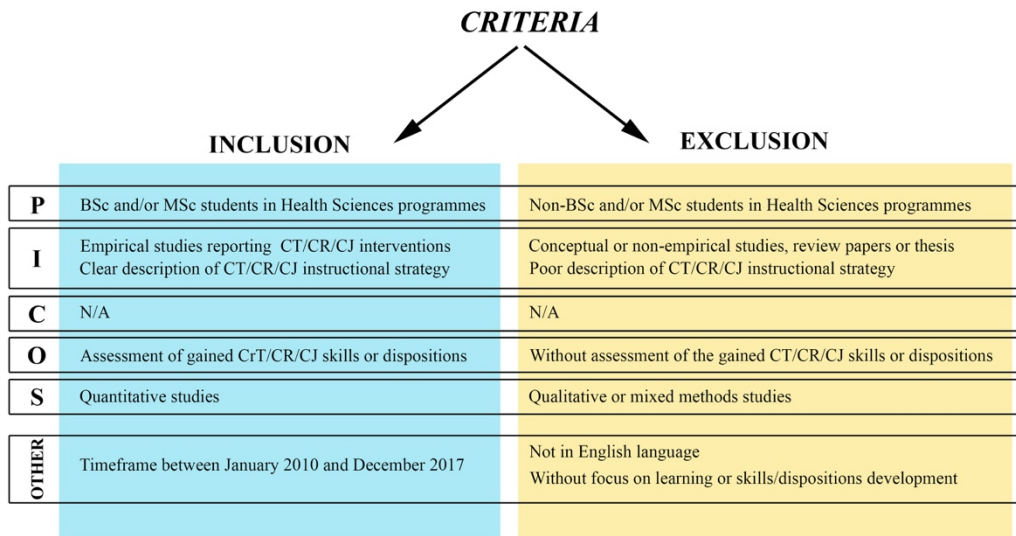 CRITERIA
INCLUSION
EXCLUSION
P
BSc and/or MSc students in Health Sciences programmes
Non-BSc and/or MSc students in Health Sciences programmes
I
Empirical studies reporting CT/CR/CJ interventions
Clear description of CT/CR/CJ instructional strategy
Conceptual or non-empirical studies, review papers or thesis
Poor description of CT/CR/CJ instructional strategy
C
N/A
N/A
O
Assessment of gained CrT/CR/CJ skills or dispositions
Without assessment of the gained CT/CR/CJ skills or dispositions
S
Quantitative studies
Qualitative or mixed methods studies
OTHER
Timeframe between January 2010 and December 2017
Not in English language
Without focus on learning or skills/dispositions development